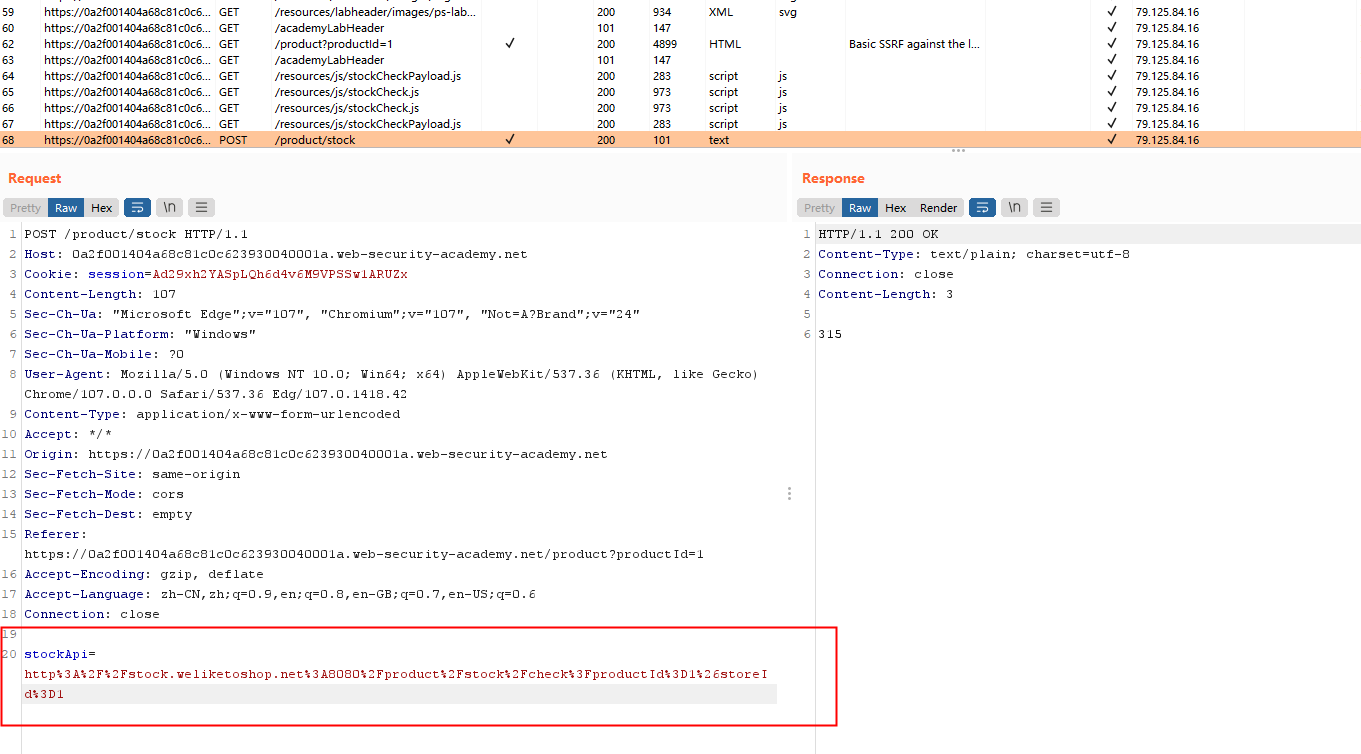 59 https://0a2f001404a68c81c0c6... GET /resources/labheader/images/ps-lab... 200 934 XML svg ✓ 79.125.84.16
60 https://0a2f001404a68c81c0c6... GET /academyLabHeader 101 147 ✓ 79.125.84.16
62 https://0a2f001404a68c81c0c6... GET /product?productId=1 ✓ 200 4899 HTML Basic SSRF against the l... ✓ 79.125.84.16
63 https://0a2f001404a68c81c0c6... GET /academyLabHeader 101 147 ✓ 79.125.84.16
64 https://0a2f001404a68c81c0c6... GET /resources/js/stockCheckPayload.js 200 283 script js ✓ 79.125.84.16
65 https://0a2f001404a68c81c0c6... GET /resources/js/stockCheck.js 200 973 script js ✓ 79.125.84.16
66 https://0a2f001404a68c81c0c6... GET /resources/js/stockCheck.js 200 973 script js ✓ 79.125.84.16
67 https://0a2f001404a68c81c0c6... GET /resources/js/stockCheckPayload.js 200 283 script js ✓ 79.125.84.16
68 https://0a2f001404a68c81c0c6... POST /product/stock ✓ 200 101 text ✓ 79.125.84.16
Request
Pretty Raw Hex \n
1 POST /product/stock HTTP/1.1
2 Host: 0a2f001404a68c81c0c623930040001a.web-security-academy.net
3 Cookie: session=Ad29xh2YASpLQh6d4v6M9VPSSw1ARUZx
4 Content-Length: 107
5 Sec-Ch-Ua: "Microsoft Edge";v="107", "Chromium";v="107", "Not=A?Brand";v="24"
6 Sec-Ch-Ua-Platform: "Windows"
7 Sec-Ch-Ua-Mobile: ?0
8 User-Agent: Mozilla/5.0 (Windows NT 10.0; Win64; x64) AppleWebKit/537.36 (KHTML, like Gecko)
Chrome/107.0.0.0 Safari/537.36 Edg/107.0.1418.42
9 Content-Type: application/x-www-form-urlencoded
10 Accept: */*
11 Origin: https://0a2f001404a68c81c0c623930040001a.web-security-academy.net
12 Sec-Fetch-Site: same-origin
13 Sec-Fetch-Mode: cors
14 Sec-Fetch-Dest: empty
15 Referer:
https://0a2f001404a68c81c0c623930040001a.web-security-academy.net/product?productId=1
16 Accept-Encoding: gzip, deflate
17 Accept-Language: zh-CN,zh;q=0.9,en;q=0.8,en-GB;q=0.7,en-US;q=0.6
18 Connection: close
19
20 stockApi=
http%3A%2F%2Fstock.weliketoshop.net%3A8080%2Fproduct%2Fstock%2Fcheck%3FproductId%3D1%26storeI
d%3D1
Response
Pretty Raw Hex Render \n
1 HTTP/1.1 200 OK
2 Content-Type: text/plain; charset=utf-8
3 Connection: close
4 Content-Length: 3
5
6 315